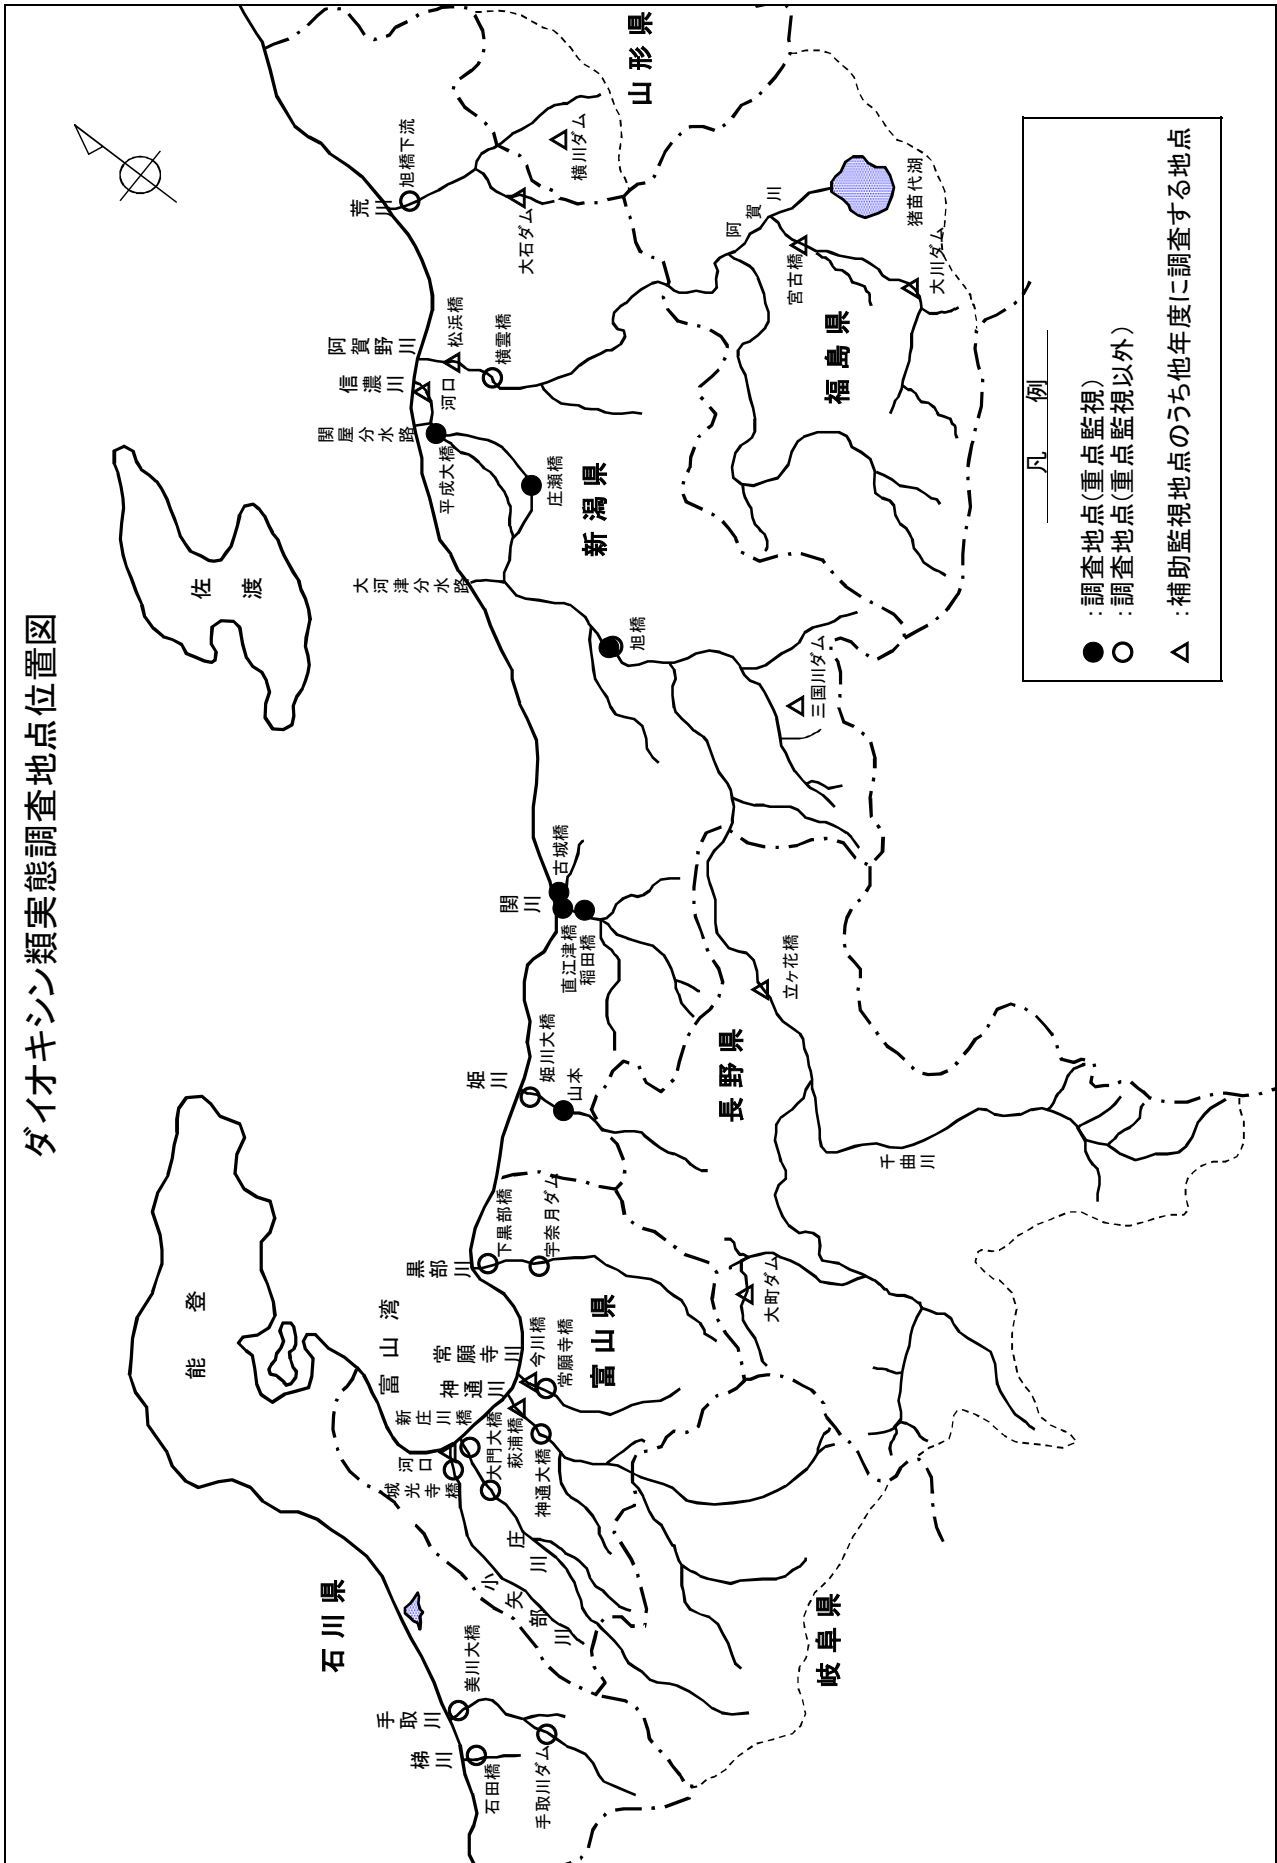 ダイオキシン類実態調査地点位置図
石川県
能登
佐渡
富山湾
梯川
石田橋
手取川
美川大橋
手取川ダム
小矢部川
城光寺橋
河口
庄川
新庄川橋
大門大橋
神通川
萩浦橋
神通大橋
常願寺川
今川橋
常願寺橋
富山県
岐阜県
黒部川
下黒部橋
宇奈月ダム
大町ダム
姫川
姫川大橋
山本
長野県
千曲川
立ヶ花橋
関川
直江津橋
稲田橋
古城橋
大河津分水路
旭橋
三国川ダム
新潟県
関屋分水路
平成大橋
庄瀬橋
信濃川
河口
阿賀野川
松浜橋
横雲橋
福島県
阿賀川
宮古橋
大川ダム
猪苗代湖
荒川
旭橋下流
大石ダム
横川ダム
山形県
凡例
●：調査地点（重点監視）
○：調査地点（重点監視以外）
△：補助監視地点のうち他年度に調査する地点